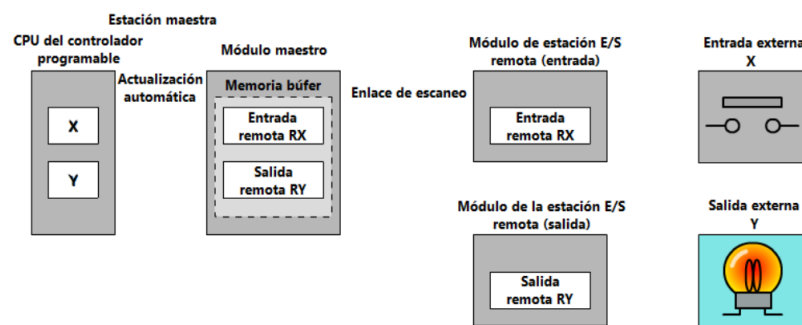 Estación maestra
CPU del controlador
programable
Módulo maestro
Módulo de estación E/S
remota (entrada)
Entrada externa
X
Actualización
automática
Memoria búfer
Enlace de escaneo
X
Entrada
remota RX
Entrada
remota RX
Y
Salida
remota RY
Módulo de la estación E/S
remota (salida)
Salida externa
Y
Salida
remota RY